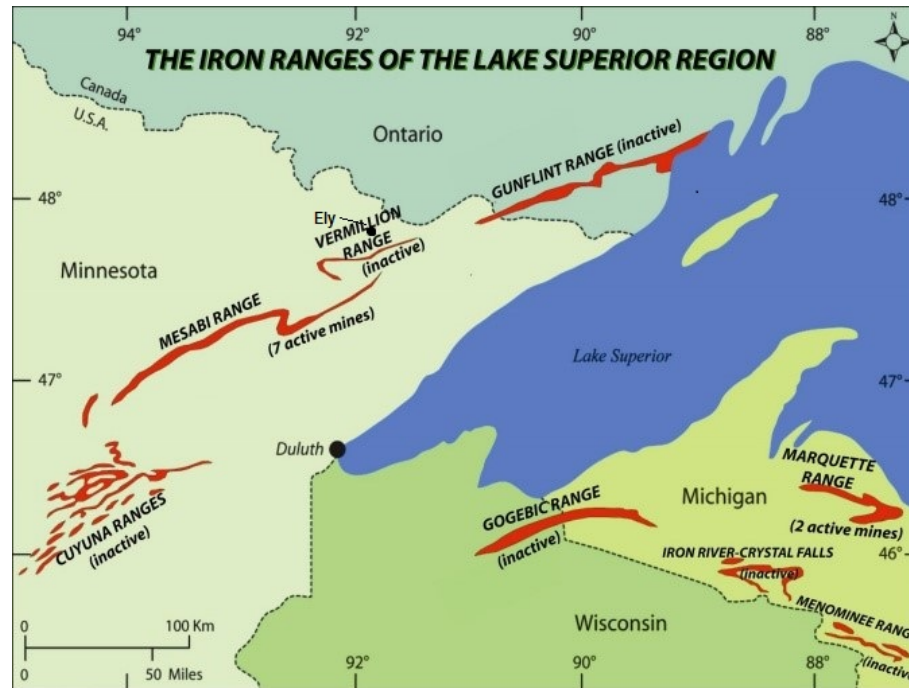 94°
92°
90°
88°
THE IRON RANGES OF THE LAKE SUPERIOR REGION
Canada
U.S.A.
Ontario
GUNFLINT RANGE (inactive)
48°
48°
Ely
VERMILLION
RANGE
(inactive)
Minnesota
MESABI RANGE
(7 active mines)
Lake Superior
47°
47°
Duluth
MARQUETTE
RANGE
Michigan
(2 active mines)
GOGEBIC RANGE
(inactive)
CUYUNA RANGES
(inactive)
46°
IRON RIVER-CRYSTAL FALLS
(inactive)
MENOMINEE RANG
(inactive
Wisconsin
0
100 Km
0
50 Miles
92°
90°
88°
N